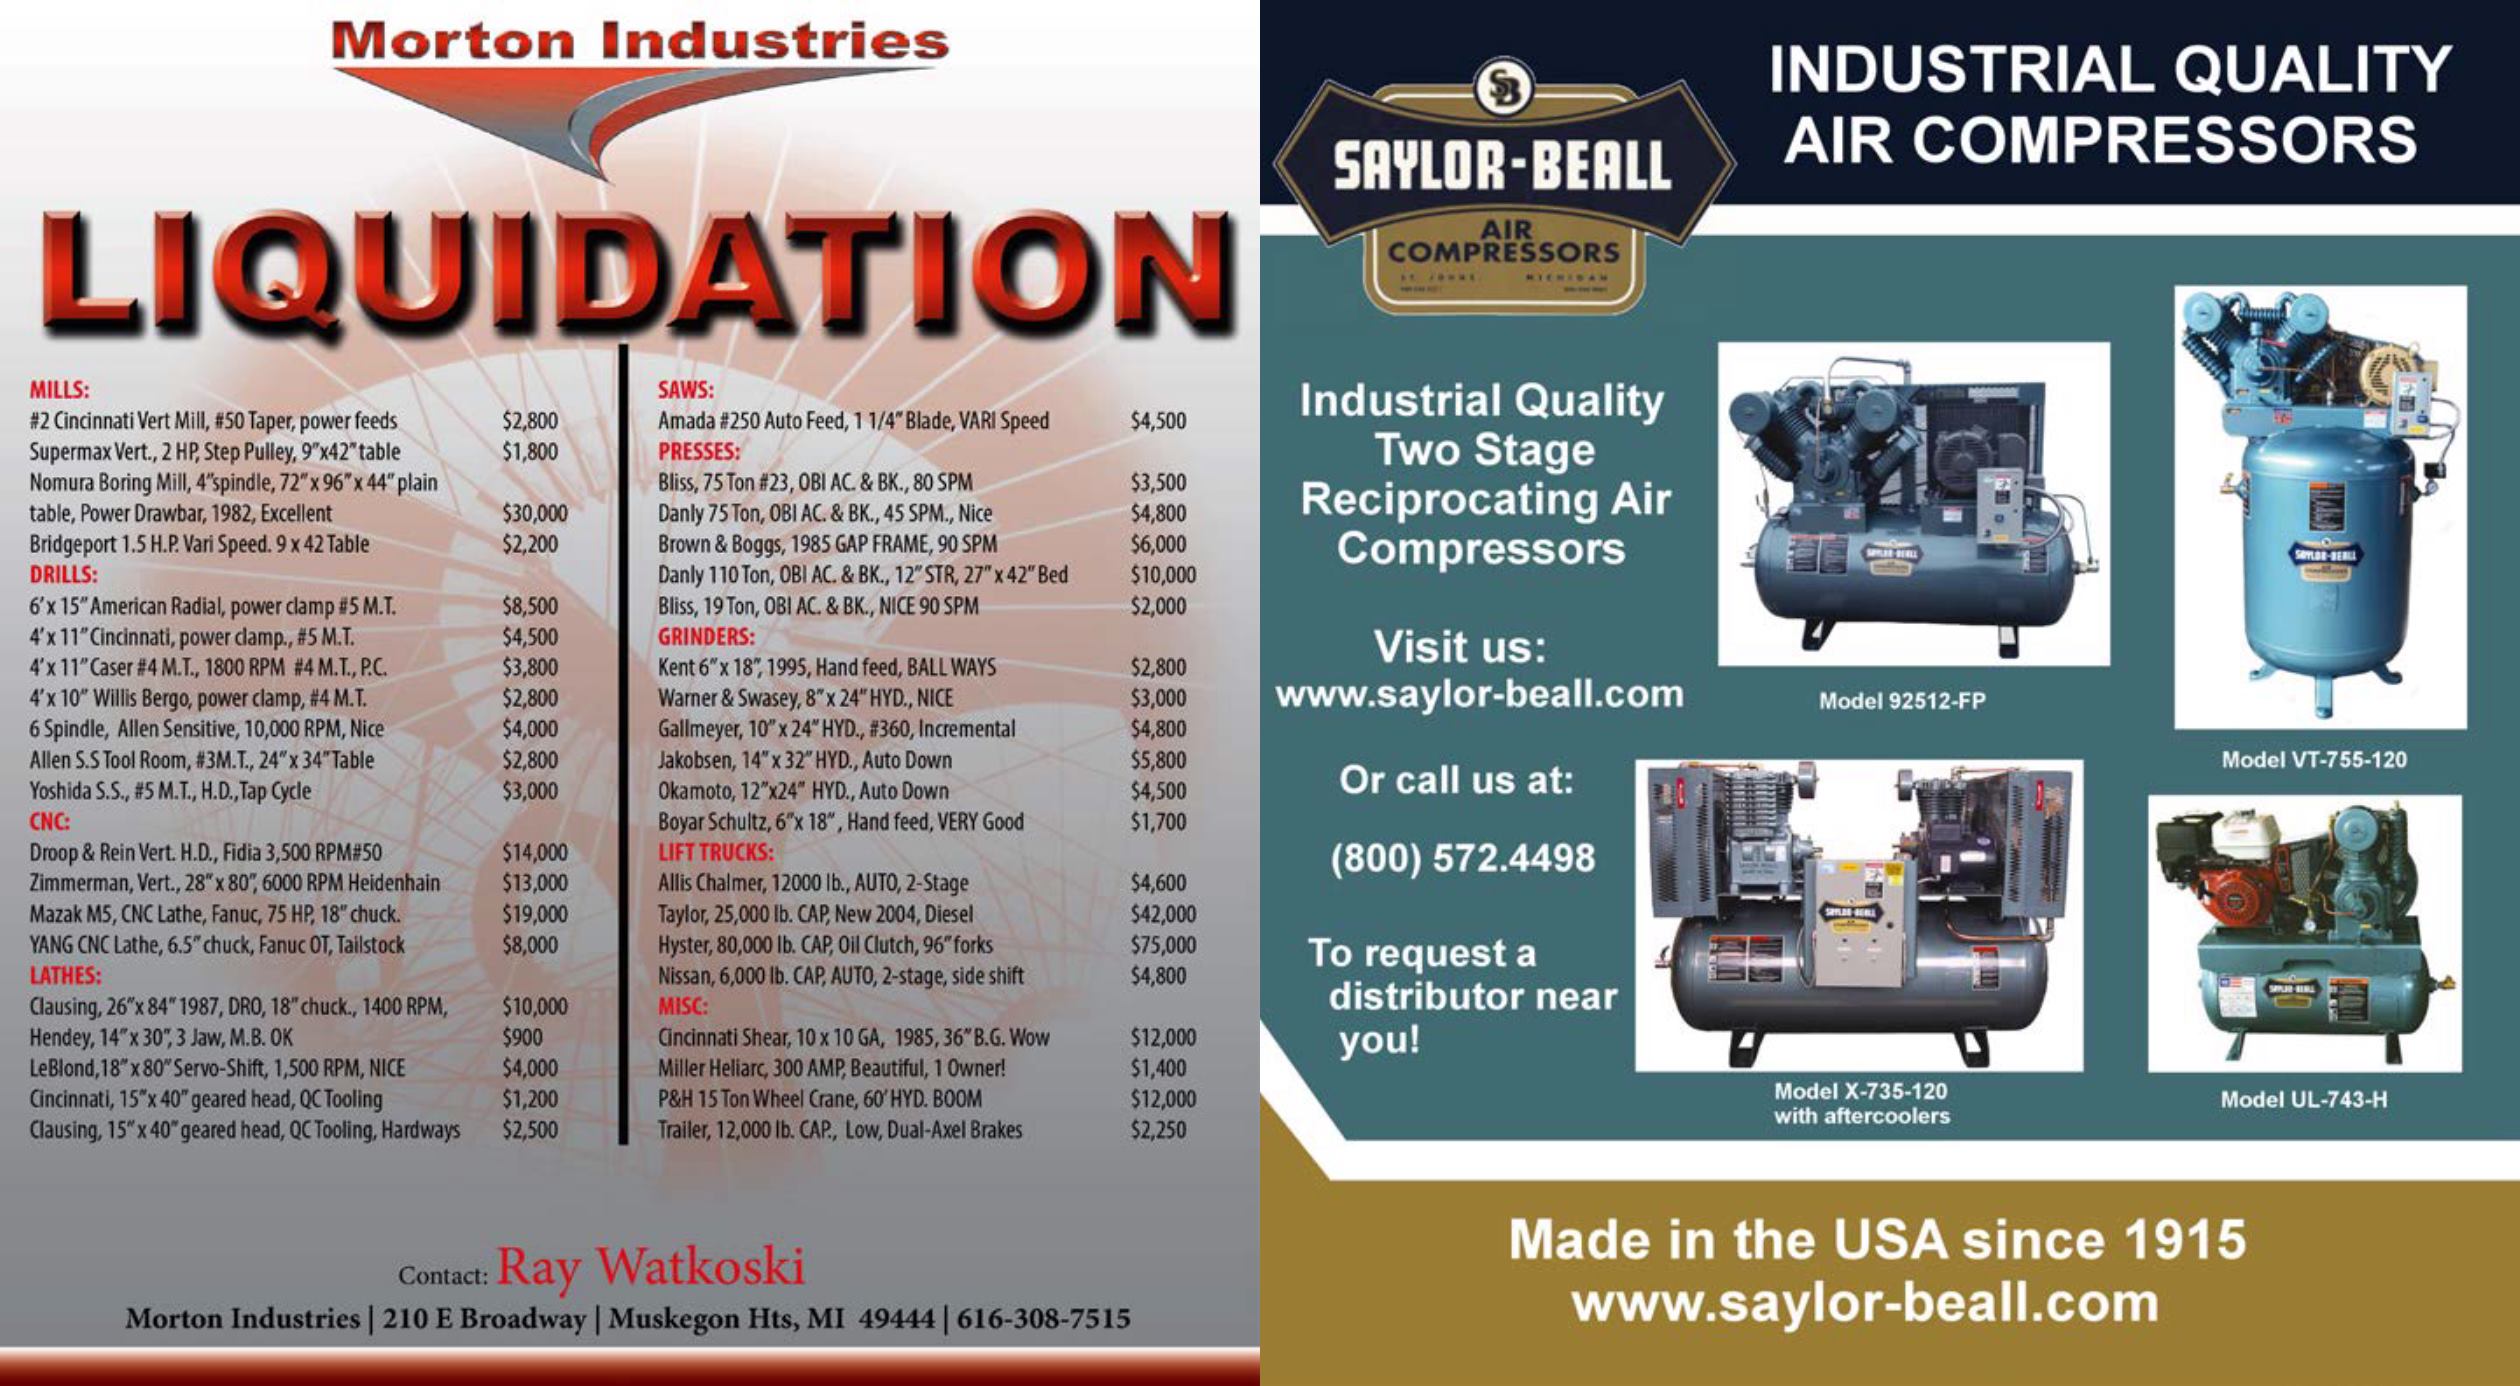 Morton Industries
LIQUIDATION
MILLS:
#2 Cincinnati Vert Mill, #50 Taper, power feeds $2,800
Supermax Vert., 2 HP, Step Pulley, 9"x42" table $1,800
Nomura Boring Mill, 4"spindle, 72" x 96" x 44" plain
table, Power Drawbar, 1982, Excellent $30,000
Bridgeport 1.5 H.P. Vari Speed. 9 x 42 Table $2,200
DRILLS:
6' x 15" American Radial, power clamp #5 M.T. $8,500
4' x 11" Cincinnati, power clamp., #5 M.T. $4,500
4' x 11" Caser #4 M.T., 1800 RPM #4 M.T., P.C. $3,800
4' x 10" Willis Bergo, power clamp, #4 M.T. $2,800
6 Spindle, Allen Sensitive, 10,000 RPM, Nice $4,000
Allen S.S Tool Room, #3M.T., 24" x 34" Table $2,800
Yoshida S.S., #5 M.T., H.D.,Tap Cycle $3,000
CNC:
Droop & Rein Vert. H.D., Fidia 3,500 RPM#50 $14,000
Zimmerman, Vert., 28" x 80", 6000 RPM Heidenhain $13,000
Mazak M5, CNC Lathe, Fanuc, 75 HP, 18" chuck. $19,000
YANG CNC Lathe, 6.5" chuck, Fanuc OT, Tailstock $8,000
LATHES:
Clausing, 26"x 84" 1987, DRO, 18" chuck., 1400 RPM, $10,000
Hendey, 14" x 30", 3 Jaw, M.B. OK $900
LeBlond,18" x 80" Servo-Shift, 1,500 RPM, NICE $4,000
Cincinnati, 15"x 40" geared head, QC Tooling $1,200
Clausing, 15" x 40" geared head, QC Tooling, Hardways $2,500
SAWS:
Amada #250 Auto Feed, 1 1/4" Blade, VARI Speed $4,500
PRESSES:
Bliss, 75 Ton #23, OBI AC. & BK., 80 SPM $3,500
Danly 75 Ton, OBI AC. & BK., 45 SPM., Nice $4,800
Brown & Boggs, 1985 GAP FRAME, 90 SPM $6,000
Danly 110 Ton, OBI AC. & BK., 12" STR, 27" x 42" Bed $10,000
Bliss, 19 Ton, OBI AC. & BK., NICE 90 SPM $2,000
GRINDERS:
Kent 6" x 18", 1995, Hand feed, BALL WAYS $2,800
Warner & Swasey, 8" x 24" HYD., NICE $3,000
Gallmeyer, 10" x 24" HYD., #360, Incremental $4,800
Jakobsen, 14" x 32" HYD., Auto Down $5,800
Okamoto, 12"x24" HYD., Auto Down $4,500
Boyar Schultz, 6"x 18" , Hand feed, VERY Good $1,700
LIFT TRUCKS:
Allis Chalmer, 12000 lb., AUTO, 2-Stage $4,600
Taylor, 25,000 lb. CAP, New 2004, Diesel $42,000
Hyster, 80,000 lb. CAP, Oil Clutch, 96" forks $75,000
Nissan, 6,000 lb. CAP, AUTO, 2-stage, side shift $4,800
MISC:
Cincinnati Shear, 10 x 10 GA, 1985, 36" B.G. Wow $12,000
Miller Heliarc, 300 AMP, Beautiful, 1 Owner! $1,400
P&H 15 Ton Wheel Crane, 60' HYD. BOOM $12,000
Trailer, 12,000 lb. CAP., Low, Dual-Axel Brakes $2,250
Contact: Ray Watkoski
Morton Industries | 210 E Broadway | Muskegon Hts, MI 49444 | 616-308-7515
SB
SAYLOR-BEALL
AIR
COMPRESSORS
ST. JOHNS MICHIGAN
INDUSTRIAL QUALITY
AIR COMPRESSORS
Industrial Quality
Two Stage
Reciprocating Air
Compressors
Visit us:
www.saylor-beall.com
Or call us at:
(800) 572.4498
To request a
distributor near
you!
SAYLOR-BEALL
Model 92512-FP
SAYLOR-BEALL
Model VT-755-120
SAYLOR-BEALL
Model X-735-120
with aftercoolers
SAYLOR-BEALL
Model UL-743-H
Made in the USA since 1915
www.saylor-beall.com